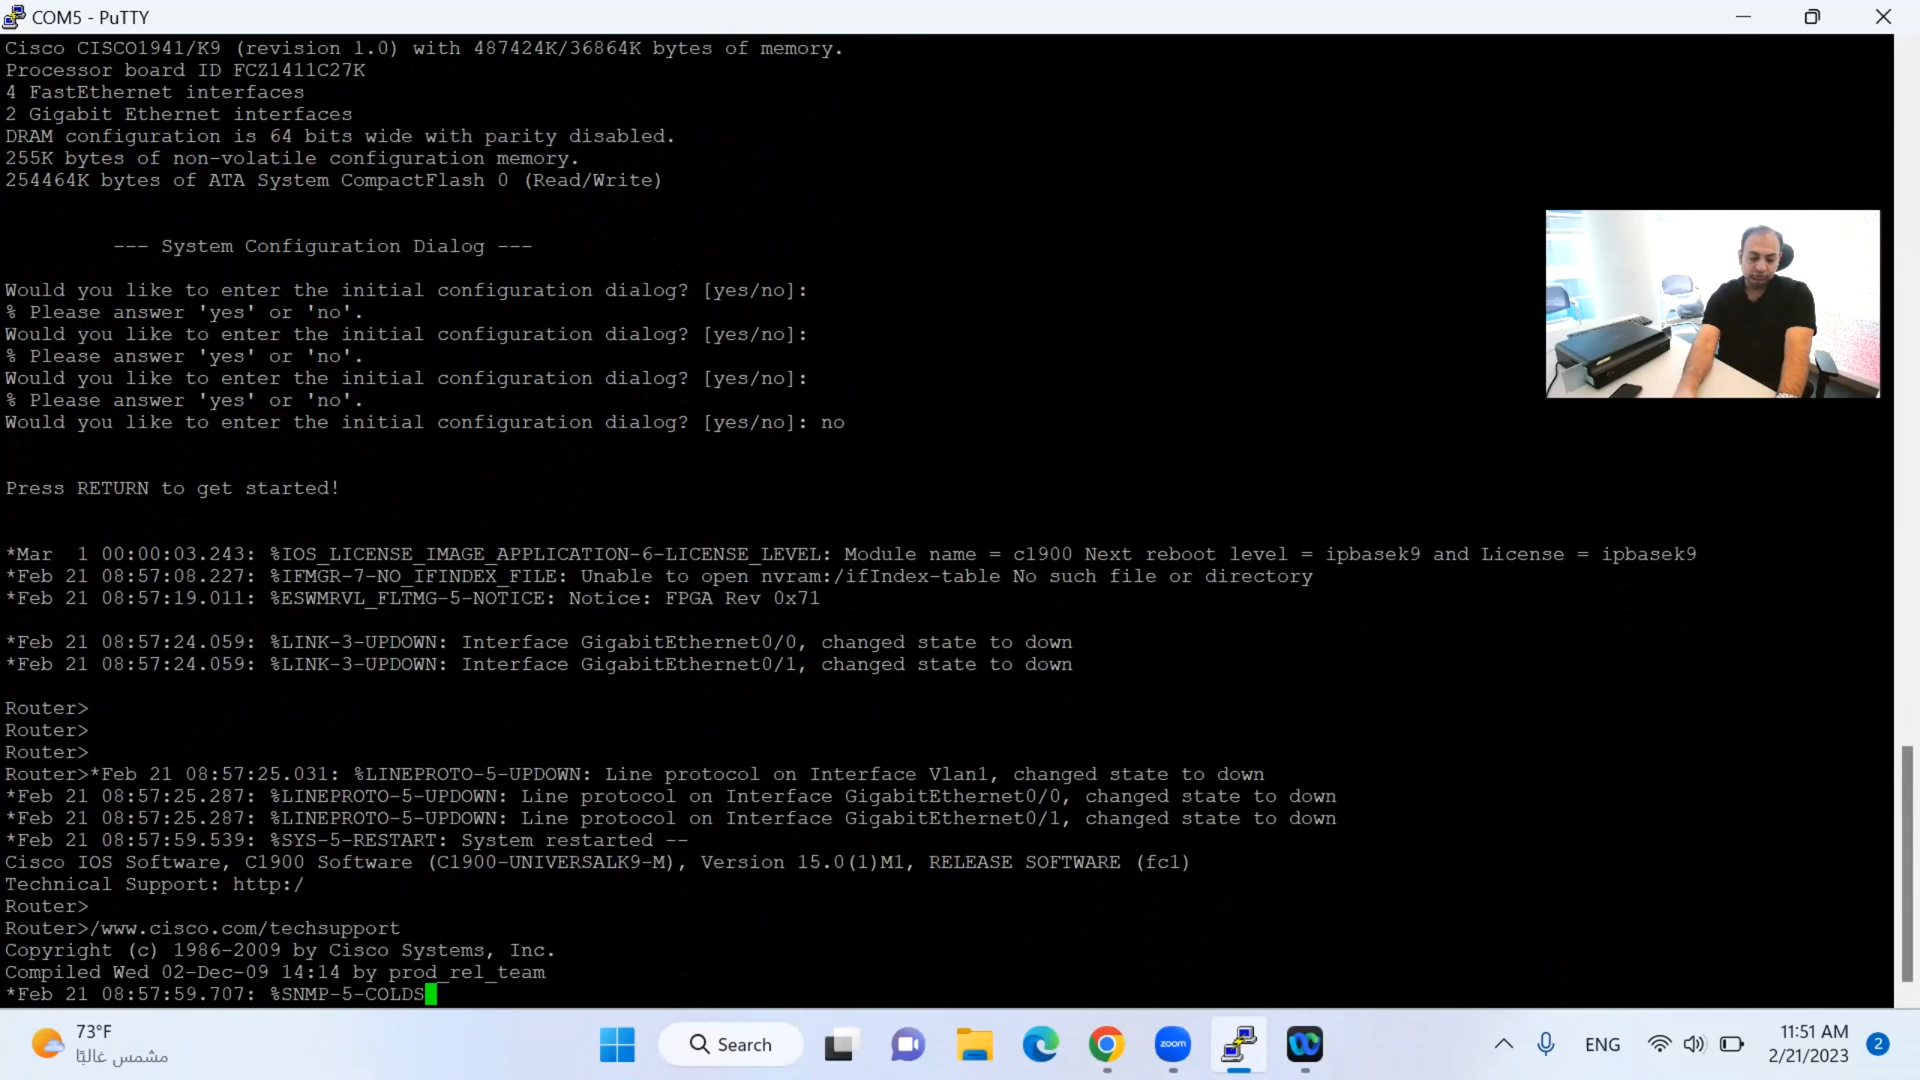 COM5 - PuTTY
Cisco CISCO1941/K9 (revision 1.0) with 487424K/36864K bytes of memory.
Processor board ID FCZ1411C27K
4 FastEthernet interfaces
2 Gigabit Ethernet interfaces
DRAM configuration is 64 bits wide with parity disabled.
255K bytes of non-volatile configuration memory.
254464K bytes of ATA System CompactFlash 0 (Read/Write)
--- System Configuration Dialog ---
Would you like to enter the initial configuration dialog? [yes/no]:
% Please answer 'yes' or 'no'.
Would you like to enter the initial configuration dialog? [yes/no]:
% Please answer 'yes' or 'no'.
Would you like to enter the initial configuration dialog? [yes/no]:
% Please answer 'yes' or 'no'.
Would you like to enter the initial configuration dialog? [yes/no]: no
Press RETURN to get started!
*Mar  1 00:00:03.243: %IOS_LICENSE_IMAGE_APPLICATION-6-LICENSE_LEVEL: Module name = c1900 Next reboot level = ipbasek9 and License = ipbasek9
*Feb 21 08:57:08.227: %IFMGR-7-NO_IFINDEX_FILE: Unable to open nvram:/ifIndex-table No such file or directory
*Feb 21 08:57:19.011: %ESWMRVL_FLTMG-5-NOTICE: Notice: FPGA Rev 0x71
*Feb 21 08:57:24.059: %LINK-3-UPDOWN: Interface GigabitEthernet0/0, changed state to down
*Feb 21 08:57:24.059: %LINK-3-UPDOWN: Interface GigabitEthernet0/1, changed state to down
Router>
Router>
Router>
Router>*Feb 21 08:57:25.031: %LINEPROTO-5-UPDOWN: Line protocol on Interface Vlan1, changed state to down
*Feb 21 08:57:25.287: %LINEPROTO-5-UPDOWN: Line protocol on Interface GigabitEthernet0/0, changed state to down
*Feb 21 08:57:25.287: %LINEPROTO-5-UPDOWN: Line protocol on Interface GigabitEthernet0/1, changed state to down
*Feb 21 08:57:59.539: %SYS-5-RESTART: System restarted --
Cisco IOS Software, C1900 Software (C1900-UNIVERSALK9-M), Version 15.0(1)M1, RELEASE SOFTWARE (fc1)
Technical Support: http:/
Router>
Router>/www.cisco.com/techsupport
Copyright (c) 1986-2009 by Cisco Systems, Inc.
Compiled Wed 02-Dec-09 14:14 by prod_rel_team
*Feb 21 08:57:59.707: %SNMP-5-COLDS
73°F
مشمس غالبًا
Search
zoom
ENG
11:51 AM
2/21/2023
2